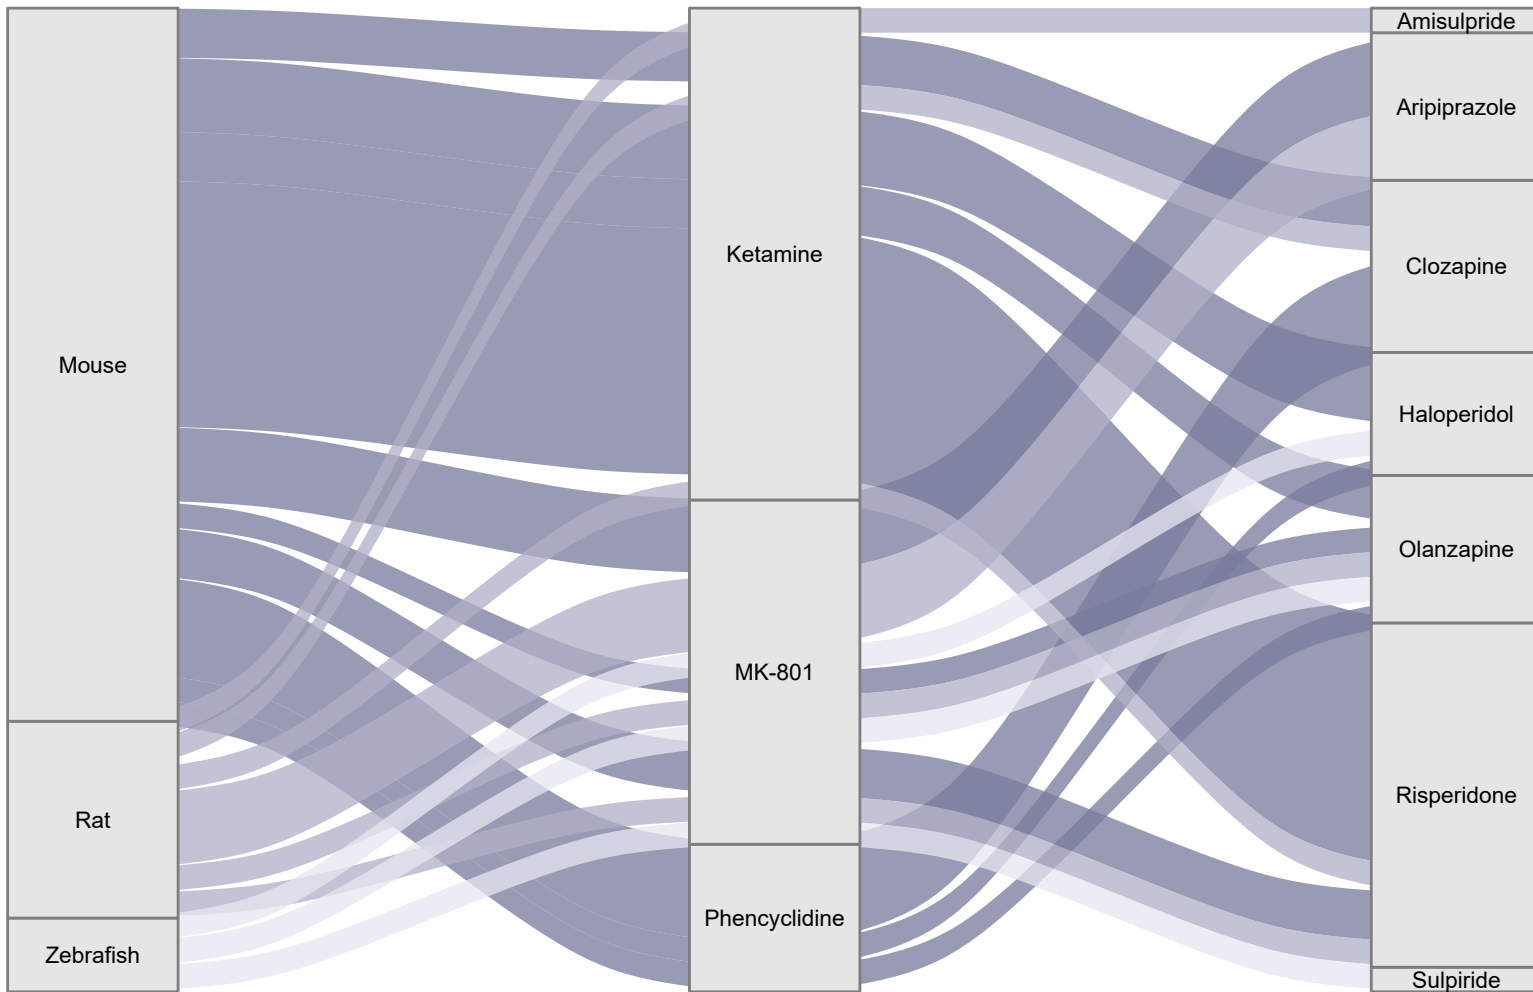 Mouse
Rat
Zebrafish
Ketamine
MK-801
Phencyclidine
Amisulpride
Aripiprazole
Clozapine
Haloperidol
Olanzapine
Risperidone
Sulpiride